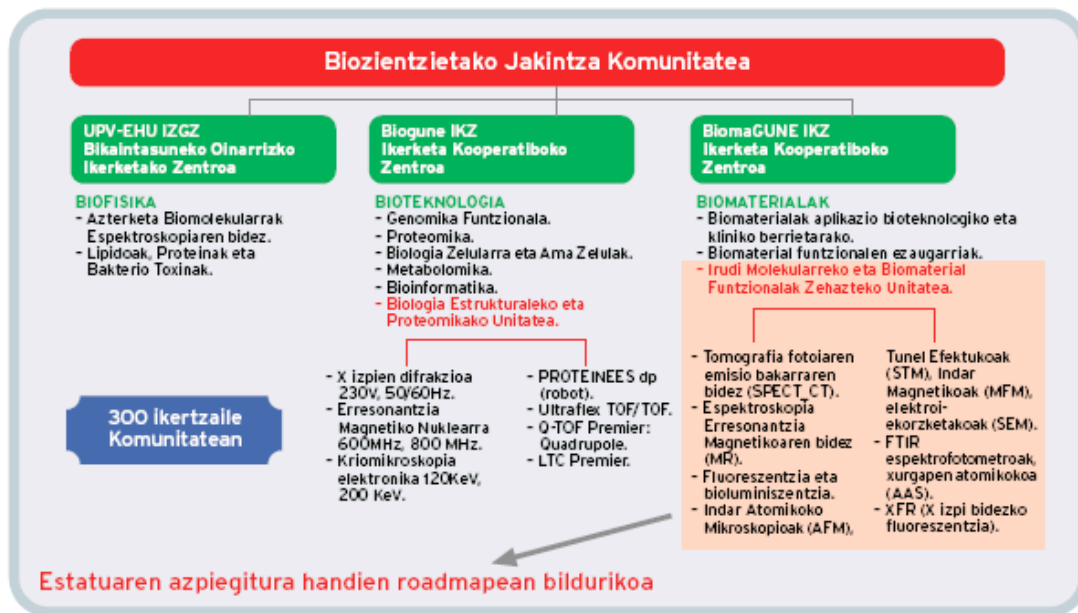 Biozientzietako Jakintza Komunitatea
UPV-EHU IZGZ
Bikaintasuneko Oinarrizko
Ikerketako Zentroa
BIOFISIKA
- Azterketa Biomolekularrak
Espektroskopiaren bidez.
- Lipidoak, Proteinak eta
Bakterio Toxinak.
300 ikertzaile
Komunitatean
Biogune IKZ
Ikerketa Kooperatiboko
Zentroa
BIOTEKNOLOGIA
- Genomika Funtzionala.
- Proteomika.
- Biologia Zelularra eta Ama Zelulak.
- Metabolomika.
- Bioinformatika.
- Biologia Estrukturaleko eta
Proteomikako Unitatea.
- X izpien difrakzioa
230v, 50/60Hz.
- Erresonantzia
Magnetiko Nuklearra
600MHz, 800 MHz.
- Kriomikroskopia
elektronika 120KeV,
200 KeV.
- PROTEINEES dp
(robot).
- Ultraflex TOF/TOF.
- Q-TOF Premier:
Quadrupole.
- LTC Premier.
BiomaGUNE IKZ
Ikerketa Kooperatiboko
Zentroa
BIOMATERIALAK
- Biomaterialak aplikazio bioteknologiko eta
kliniko berrietarako.
- Biomaterial funtzionalen ezaugarriak.
- Irudi Molekularreko eta Biomaterial
Funtzionalak Zehazteko Unitatea.
- Tomografia fotoiaren
emisio bakarraren
bidez (SPECT_CT).
- Espektroskopia
Erresonantzia
Magnetikoaren bidez
(MR).
- Fluoreszentzia eta
bioluminiszentzia.
- Indar Atomikoko
Mikroskopioak (AFM),
Tunel Efektukoak
(STM), Indar
Magnetikoak (MFM),
elektroi-
ekorzketakoak (SEM).
- FTiR
espektrofotometroak,
xurgapen atomikokoa
(AAS).
- XFR (X izpi bidezko
fluoreszentzia).
Estatuaren azpiegitura handien roadmapean bildurikoa